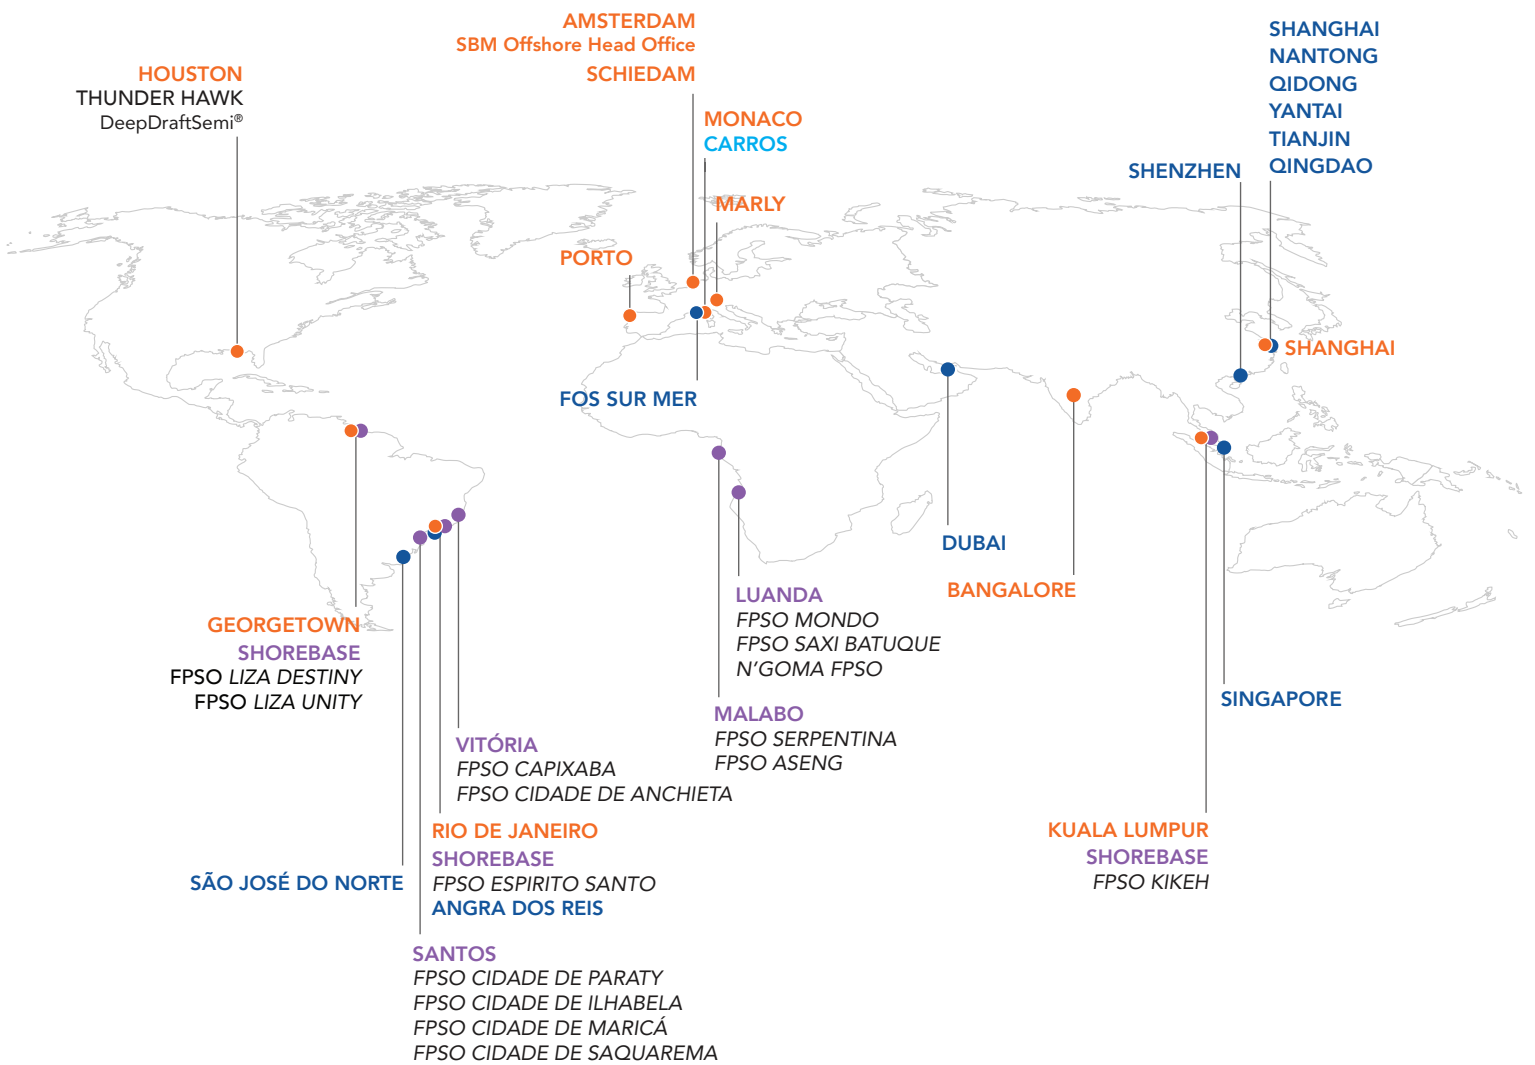 AMSTERDAM
SBM Offshore Head Office
SCHIEDAM
HOUSTON
THUNDER HAWK
DeepDraftSemi®
MONACO
CARROS
MARLY
PORTO
FOS SUR MER
SHANGHAI
NANTONG
QIDONG
YANTAI
TIANJIN
QINGDAO
SHENZHEN
SHANGHAI
DUBAI
BANGALORE
SINGAPORE
LUANDA
FPSO MONDO
FPSO SAXI BATUQUE
N’GOMA FPSO
MALABO
FPSO SERPENTINA
FPSO ASENG
GEORGETOWN
SHOREBASE
FPSO LIZA DESTINY
FPSO LIZA UNITY
VITÓRIA
FPSO CAPIXABA
FPSO CIDADE DE ANCHIETA
RIO DE JANEIRO
SHOREBASE
FPSO ESPIRITO SANTO
ANGRA DOS REIS
SÃO JOSÉ DO NORTE
SANTOS
FPSO CIDADE DE PARATY
FPSO CIDADE DE ILHABELA
FPSO CIDADE DE MARICÁ
FPSO CIDADE DE SAQUAREMA
KUALA LUMPUR
SHOREBASE
FPSO KIKEH